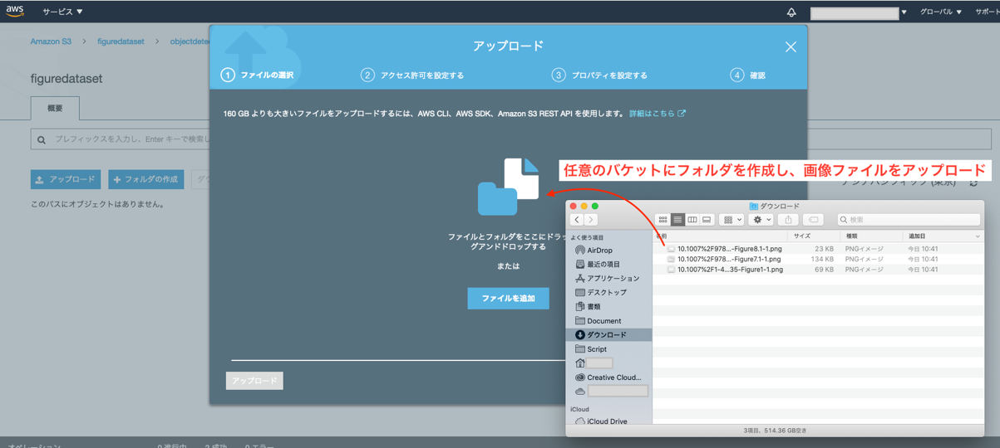 aws
サービス
グローバル
サポート
Amazon S3
figuredataset
objectdetec
figuredataset
概要
プレフィックスを入力し、Enter キーで検索し
アップロード
フォルダの作成
ダウ
このパスにオブジェクトはありません。
アップロード
1 ファイルの選択
2 アクセス許可を設定する
3 プロパティを設定する
4 確認
160 GB よりも大きいファイルをアップロードするには、AWS CLI、AWS SDK、Amazon S3 REST API を使用します。 詳細はこちら
ファイルとフォルダをここにドラッ
グアンドドロップする
または
ファイルを追加
アップロード
任意のバケットにフォルダを作成し、画像ファイルをアップロード
アジアパシフィック (東京)
ダウンロード
検索
よく使う項目
AirDrop
最近の項目
アプリケーション
デスクトップ
書類
Document
ダウンロード
Script
Creative Cloud...
iCloud
iCloud Drive
名前 サイズ 種類 追加日
10.1007%2F978...-Figure8.1-1.png 23 KB PNGイメージ 今日 10:41
10.1007%2F978...-Figure7.1-1.png 134 KB PNGイメージ 今日 10:41
10.1007%2F1-4...35-Figure1-1.png 69 KB PNGイメージ 今日 10:41
3項目、514.36 GB空き
オペレーション
0 進行中
2 成功
0 エラー